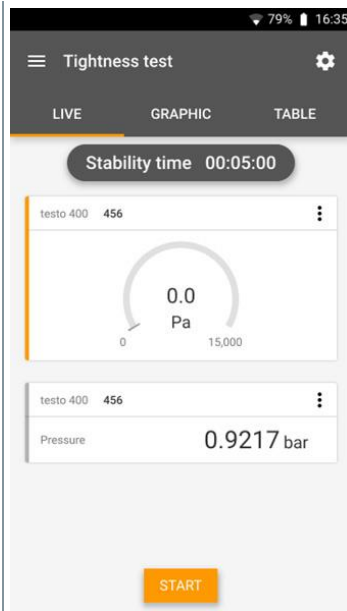 79% 16:35
Tightness test
LIVE GRAPHIC TABLE
Stability time 00:05:00
testo 400 456
0.0
Pa
0 15,000
testo 400 456
Pressure 0.9217 bar
START